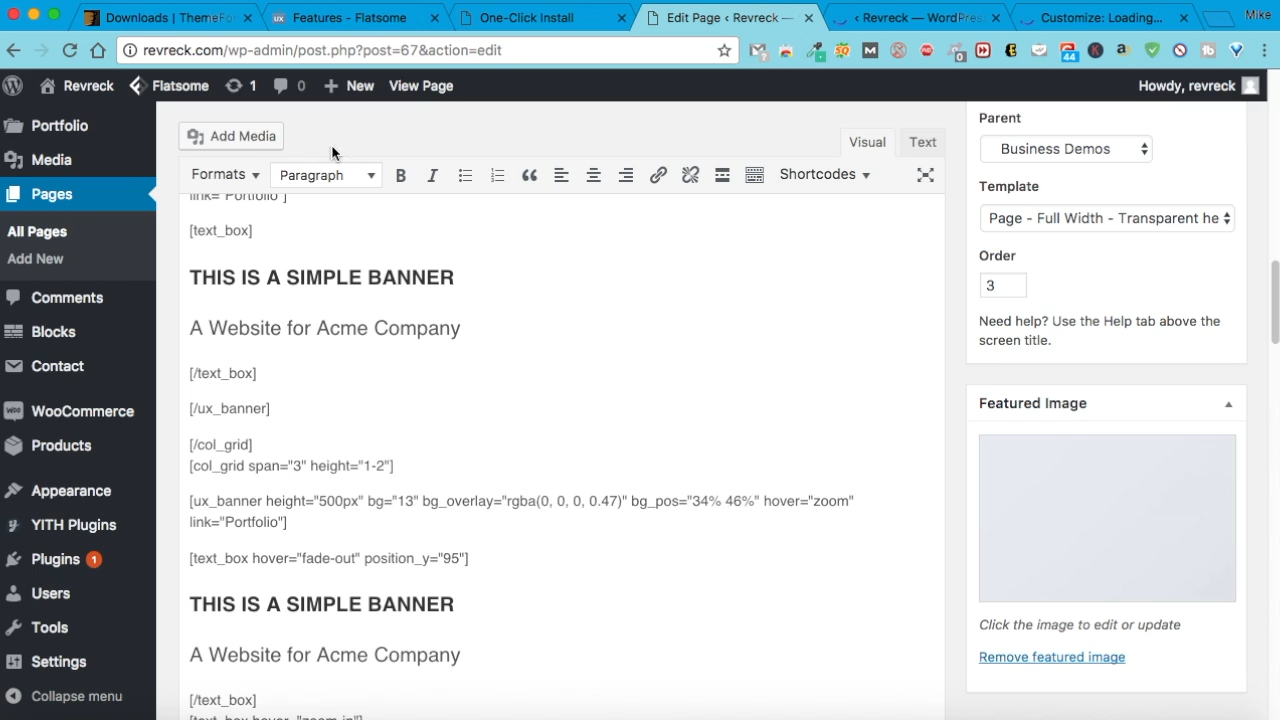 Downloads | ThemeFo
Features - Flatsome
One-Click Install
Edit Page ‹ Revreck —
‹ Revreck — WordPres
Customize: Loading...
Mike
revreck.com/wp-admin/post.php?post=67&action=edit
Revreck
Flatsome
1
0
New
View Page
Howdy, revreck
Portfolio
Media
Pages
All Pages
Add New
Comments
Blocks
Contact
WooCommerce
Products
Appearance
YITH Plugins
Plugins 1
Users
Tools
Settings
Collapse menu
Add Media
Visual
Text
Formats
Paragraph
B
I
Shortcodes
link="Portfolio"]
[text_box]
THIS IS A SIMPLE BANNER
A Website for Acme Company
[/text_box]
[/ux_banner]
[/col_grid]
[col_grid span="3" height="1-2"]
[ux_banner height="500px" bg="13" bg_overlay="rgba(0, 0, 0, 0.47)" bg_pos="34% 46%" hover="zoom"
link="Portfolio"]
[text_box hover="fade-out" position_y="95"]
THIS IS A SIMPLE BANNER
A Website for Acme Company
[/text_box]
[text_box hover="zoom-in"]
Parent
Business Demos
Template
Page - Full Width - Transparent he
Order
3
Need help? Use the Help tab above the
screen title.
Featured Image
Click the image to edit or update
Remove featured image